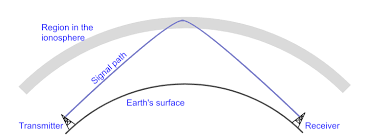 Region in the
ionosphere
Signal path
Earth's surface
Transmitter
Receiver